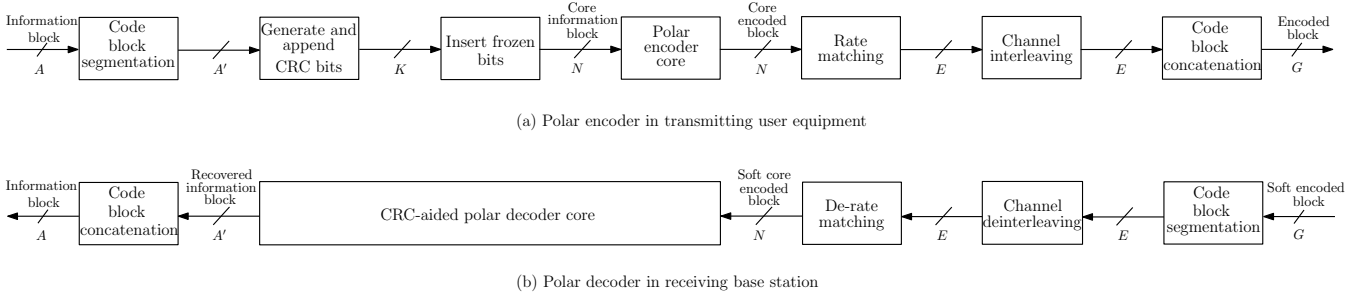 Information
block
A
Code
block
segmentation
A′
Generate and
append
CRC bits
K
Insert frozen
bits
Core
information
block
N
Polar
encoder
core
Core
encoded
block
N
Rate
matching
E
Channel
interleaving
E
Code
block
concatenation
Encoded
block
G
(a) Polar encoder in transmitting user equipment
Information
block
A
Code
block
concatenation
Recovered
information
block
A′
CRC-aided polar decoder core
Soft core
encoded
block
N
De-rate
matching
E
Channel
deinterleaving
E
Code
block
segmentation
Soft encoded
block
G
(b) Polar decoder in receiving base station